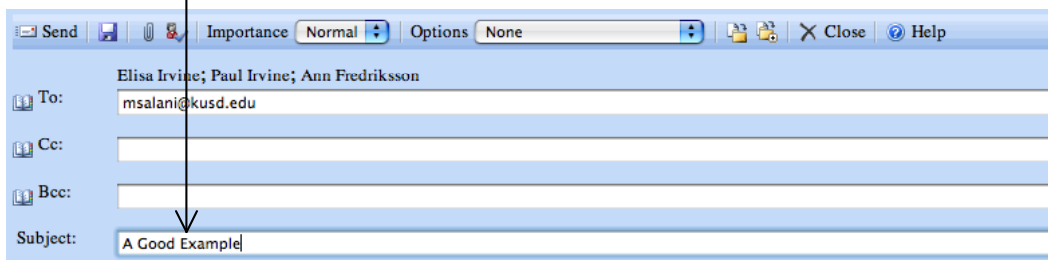 Send Importance Normal Options None Close Help
Elisa Irvine; Paul Irvine; Ann Fredriksson
To: msalani@kusd.edu
Cc:
Bcc:
Subject: A Good Example